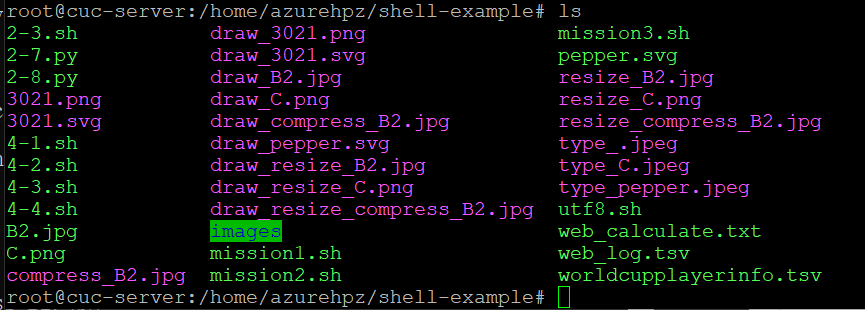 root@cuc-server:/home/azurehpz/shell-example# ls
2-3.sh draw_3021.png mission3.sh
2-7.py draw_3021.svg pepper.svg
2-8.py draw_B2.jpg resize_B2.jpg
3021.png draw_C.png resize_C.png
3021.svg draw_compress_B2.jpg resize_compress_B2.jpg
4-1.sh draw_pepper.svg type_.jpeg
4-2.sh draw_resize_B2.jpg type_C.jpeg
4-3.sh draw_resize_C.png type_pepper.jpeg
4-4.sh draw_resize_compress_B2.jpg utf8.sh
B2.jpg images web_calculate.txt
C.png mission1.sh web_log.tsv
compress_B2.jpg mission2.sh worldcupplayerinfo.tsv
root@cuc-server:/home/azurehpz/shell-example#